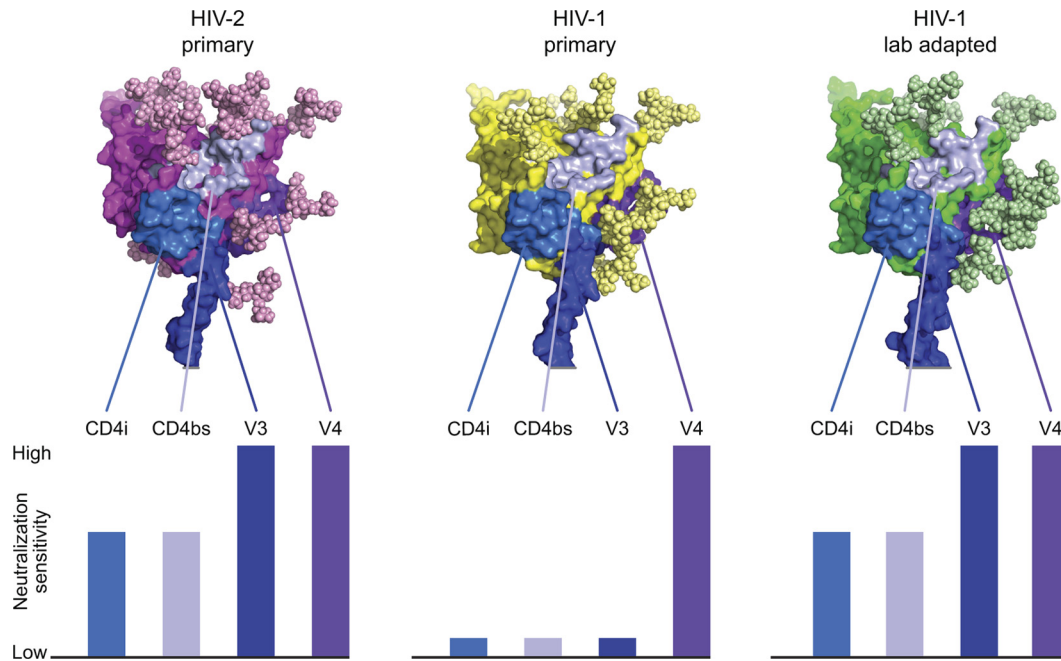 HIV-2
primary
HIV-1
primary
HIV-1
lab adapted
CD4i CD4bs V3 V4
CD4i CD4bs V3 V4
CD4i CD4bs V3 V4
High
Neutralization
sensitivity
Low